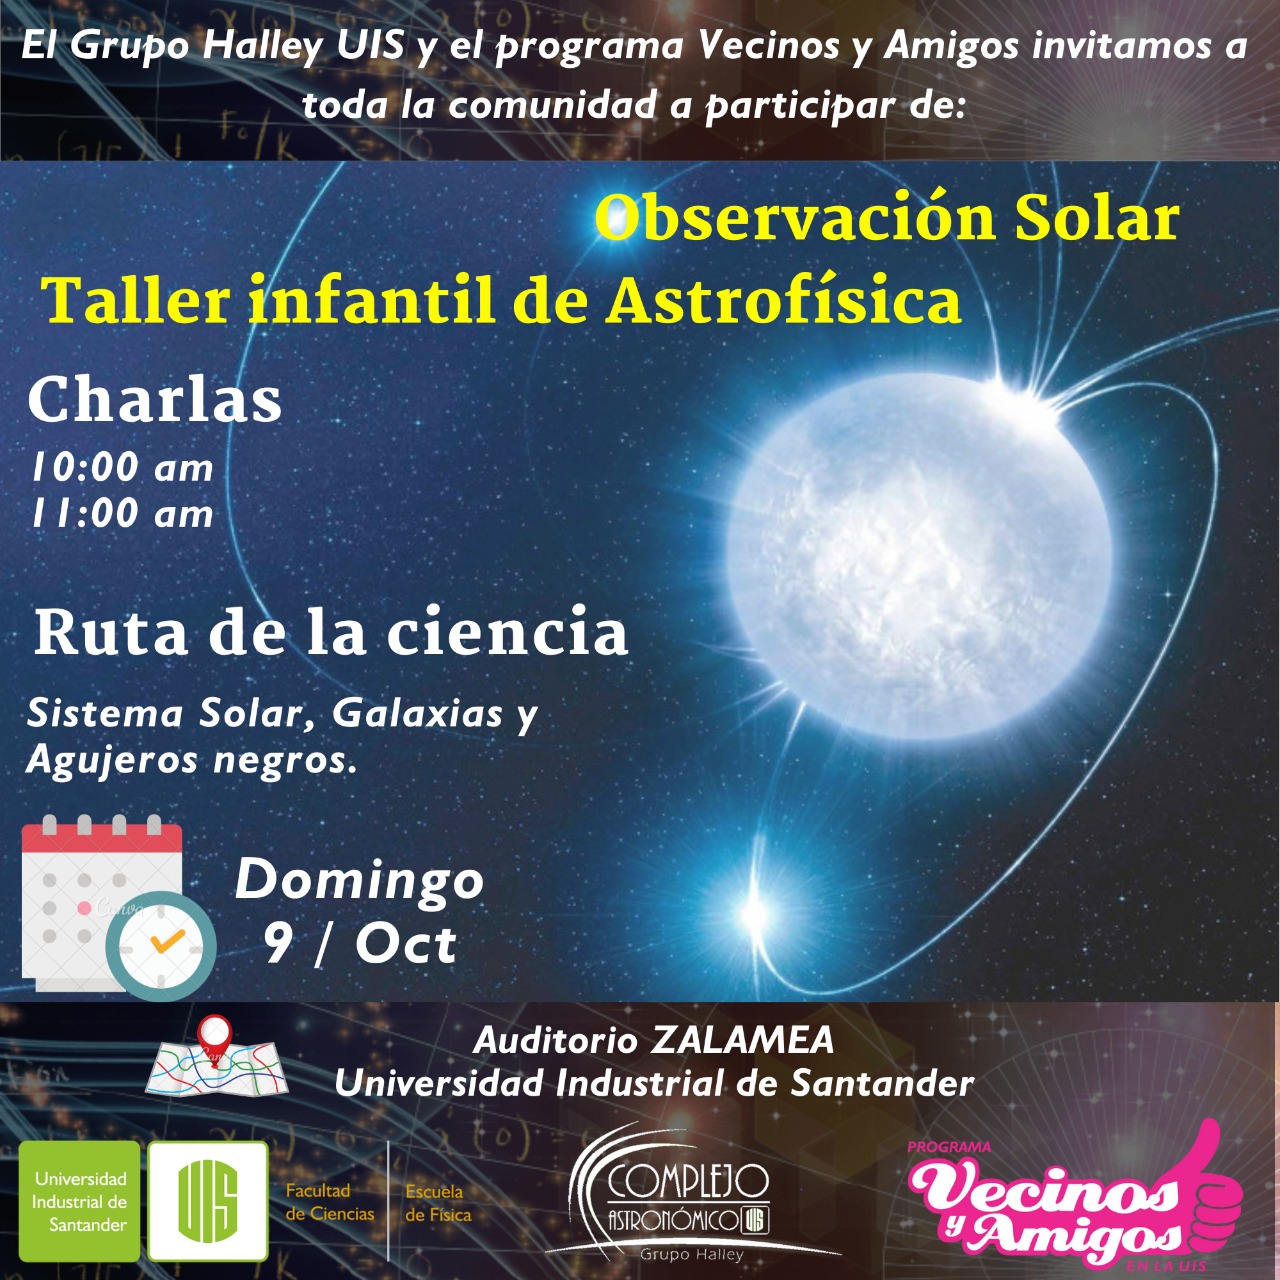 El Grupo Halley UIS y el programa Vecinos y Amigos invitamos a
toda la comunidad a participar de:
Observación Solar
Taller infantil de Astrofísica
Charlas
10:00 am
11:00 am
Ruta de la ciencia
Sistema Solar, Galaxias y
Agujeros negros.
Domingo
9 / Oct
Auditorio ZALAMEA
Universidad Industrial de Santander
Universidad
Industrial de
Santander
UIS
Facultad
de Ciencias
Escuela
de Física
COMPLEJO
ASTRONÓMICO UIS
Grupo Halley
PROGRAMA
Vecinos
y Amigos
EN LA UIS